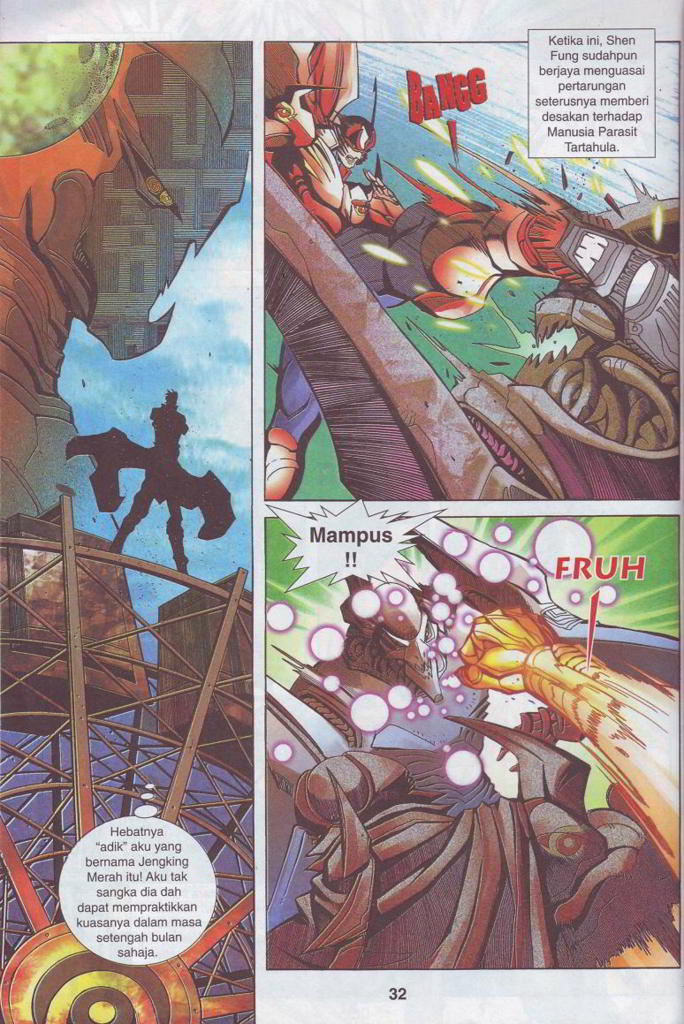 Ketika ini, Shen
Fung sudahpun
berjaya menguasai
pertarungan
seterusnya memberi
desakan terhadap
Manusia Parasit
Tartahula.
BANGG
!
Mampus
!!
FRUH
!
Hebatnya
“adik” aku yang
bernama Jengking
Merah itu! Aku tak
sangka dia dah
dapat mempraktikkan
kuasanya dalam masa
setengah bulan
sahaja.
32